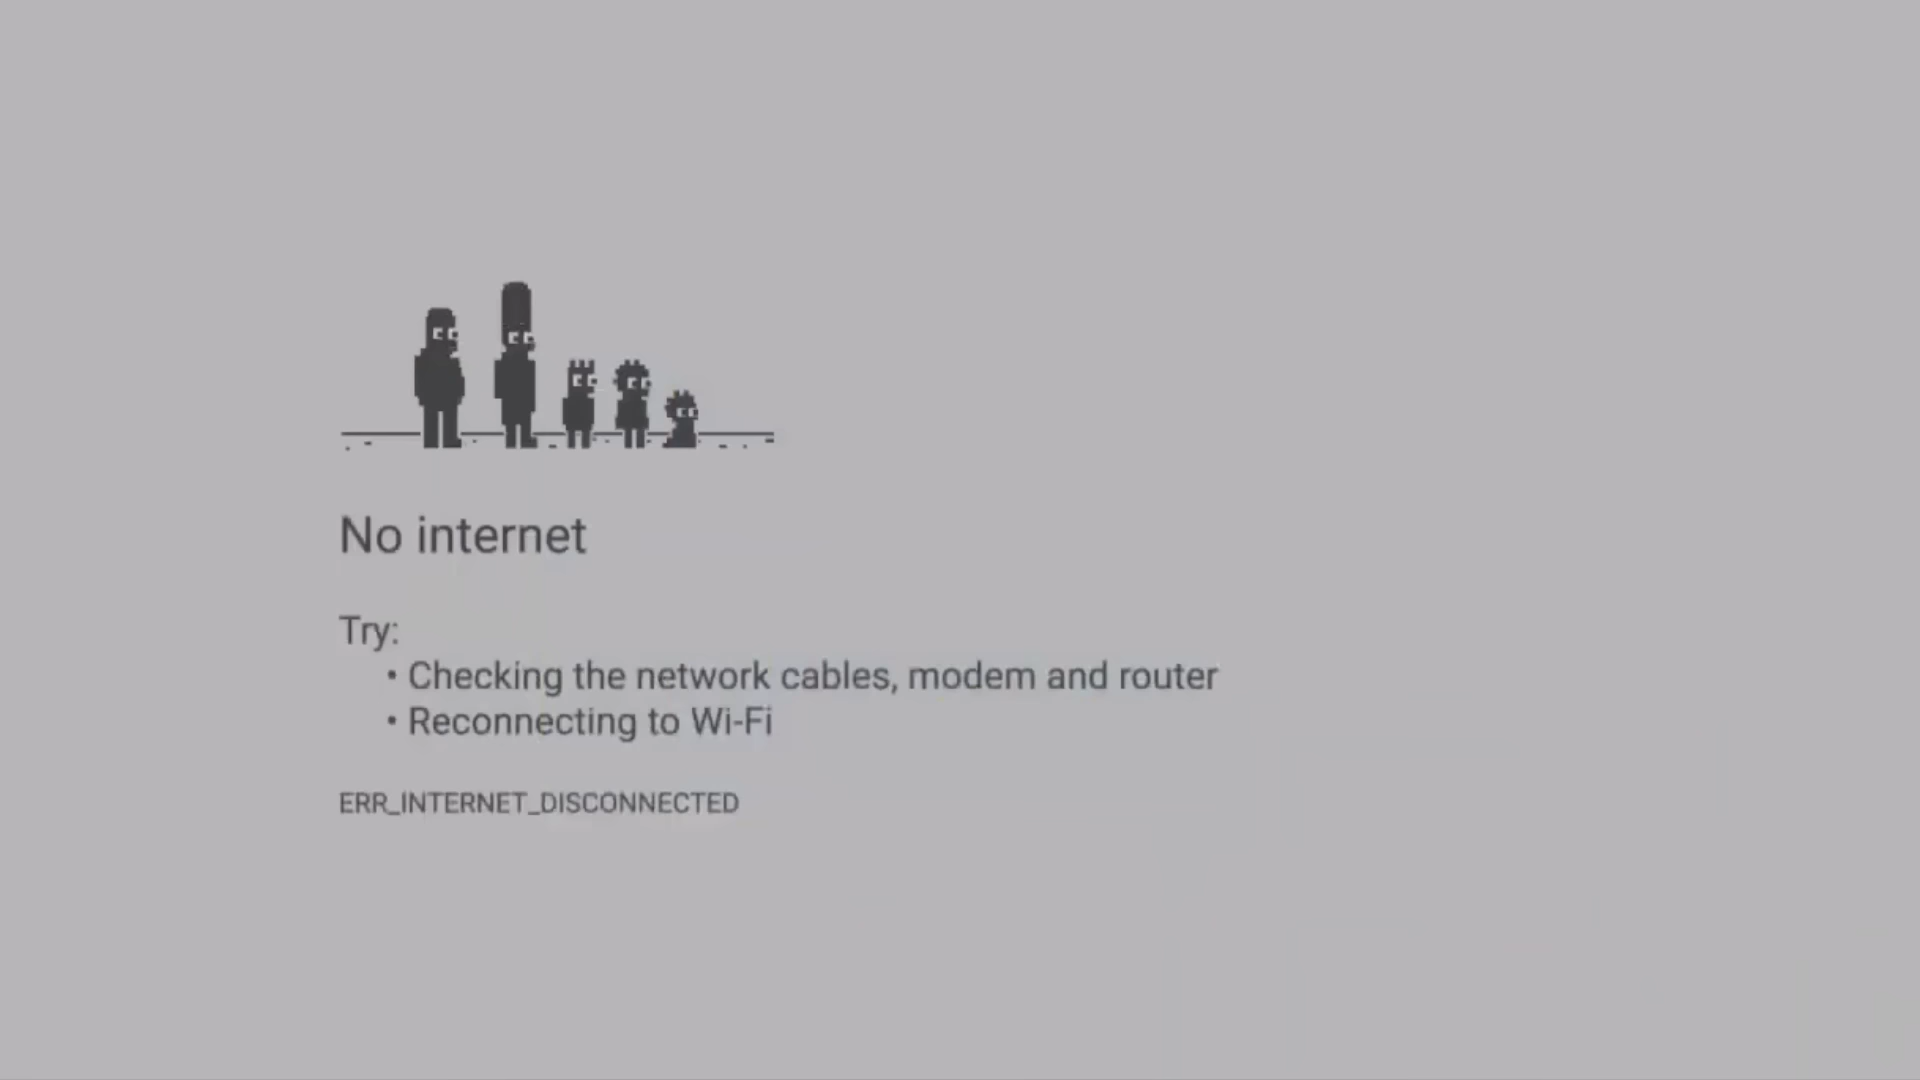 No internet
Try:
• Checking the network cables, modem and router
• Reconnecting to Wi-Fi
ERR_INTERNET_DISCONNECTED